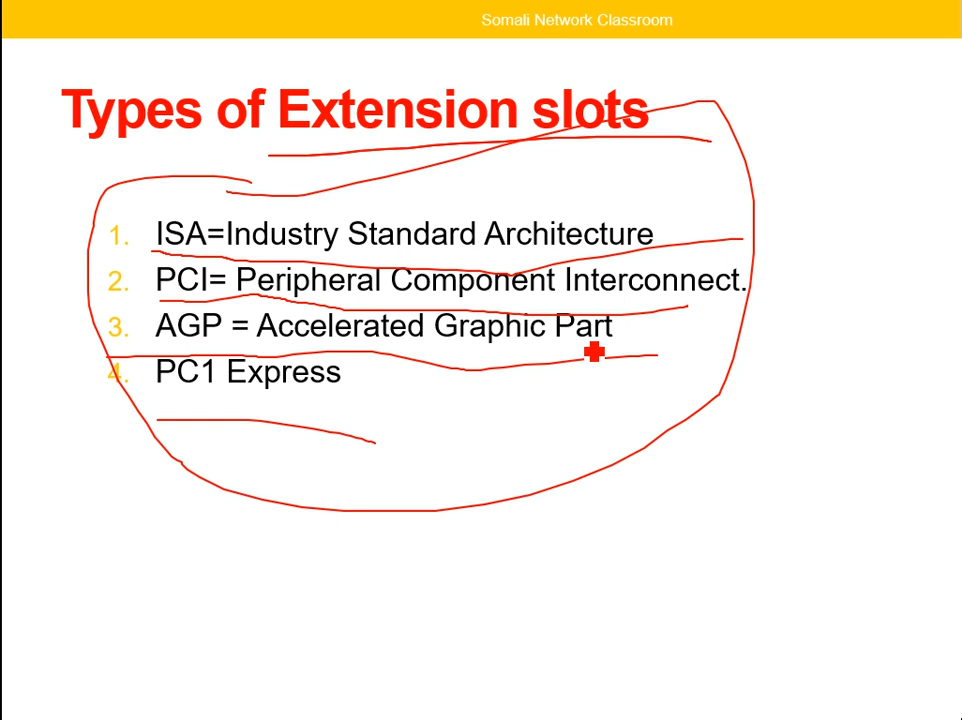 Somali Network Classroom
Types of Extension slots
1. ISA=Industry Standard Architecture
2. PCI= Peripheral Component Interconnect.
3. AGP = Accelerated Graphic Part
4. PC1 Express